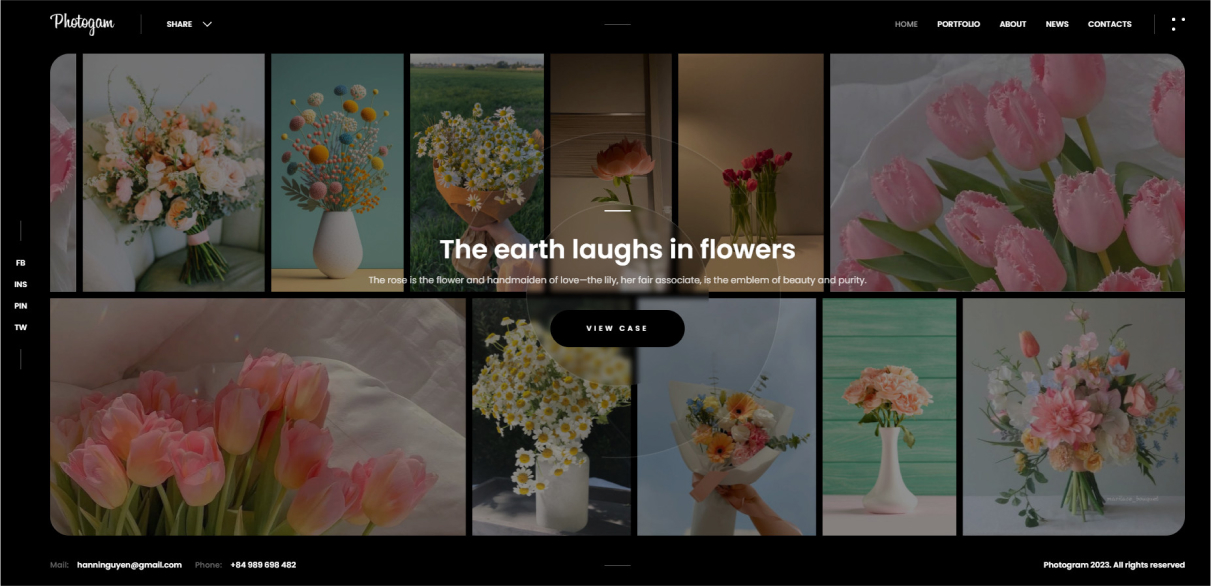 Photogam
SHARE
HOME PORTFOLIO ABOUT NEWS CONTACTS
FB
INS
PIN
TW
The earth laughs in flowers
The rose is the flower and handmaiden of love—the lily, her fair associate, is the emblem of beauty and purity.
VIEW CASE
Mail: hanninguyen@gmail.com Phone: +84 989 698 482
Photogram 2023. All rights reserved